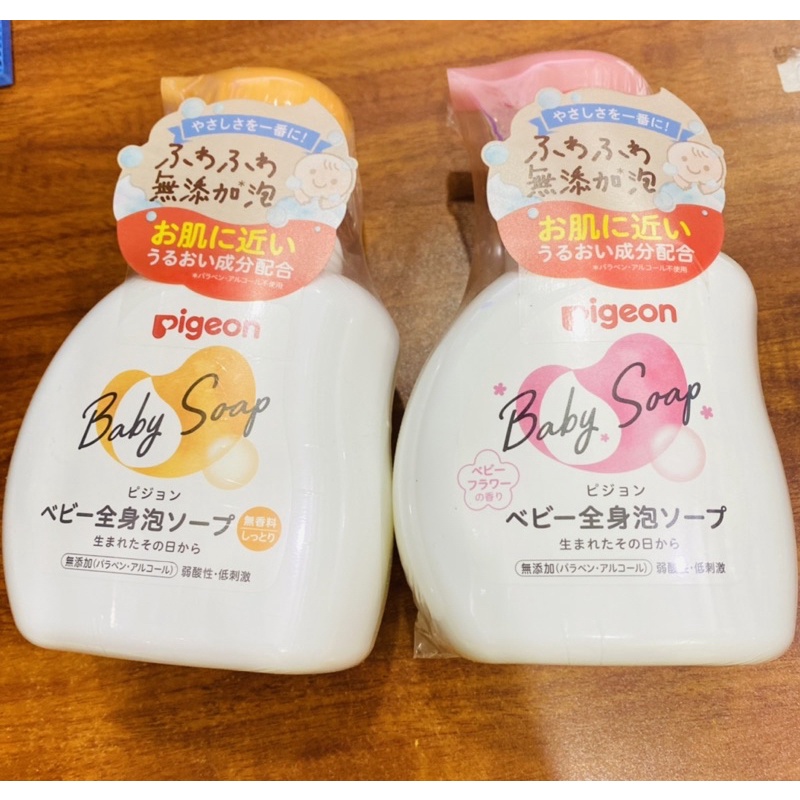 やさしさを一番に!
ふわふわ
無添加泡
お肌に近い
うるおい成分配合
※パラベン・アルコール不使用
Pigeon
Baby Soap
ピジョン
ベビー全身泡ソープ
無香料
しっとり
生まれたその日から
無添加(パラベン・アルコール) 弱酸性・低刺激
やさしさを一番に!
ふわふわ
無添加泡
お肌に近い
うるおい成分配合
※パラベン・アルコール不使用
Pigeon
Baby Soap
ベビー
フラワー
の香り
ピジョン
ベビー全身泡ソープ
生まれたその日から
無添加(パラベン・アルコール) 弱酸性・低刺激